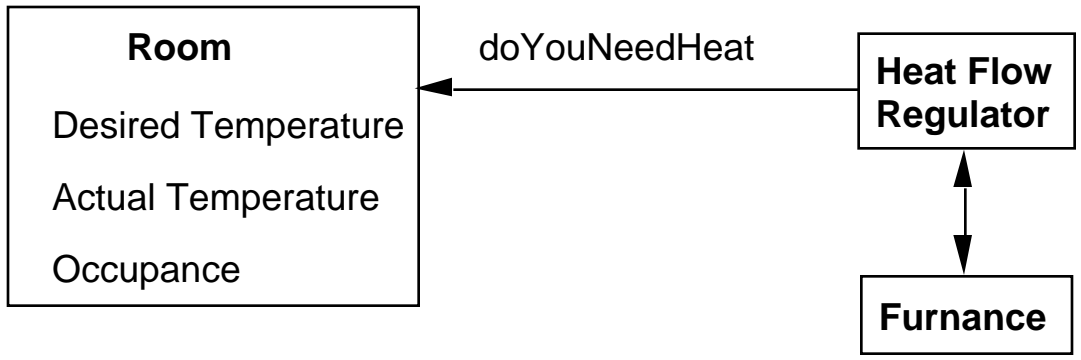 Room
doYouNeedHeat
Heat Flow
Regulator
Desired Temperature
Actual Temperature
Occupance
Furnance